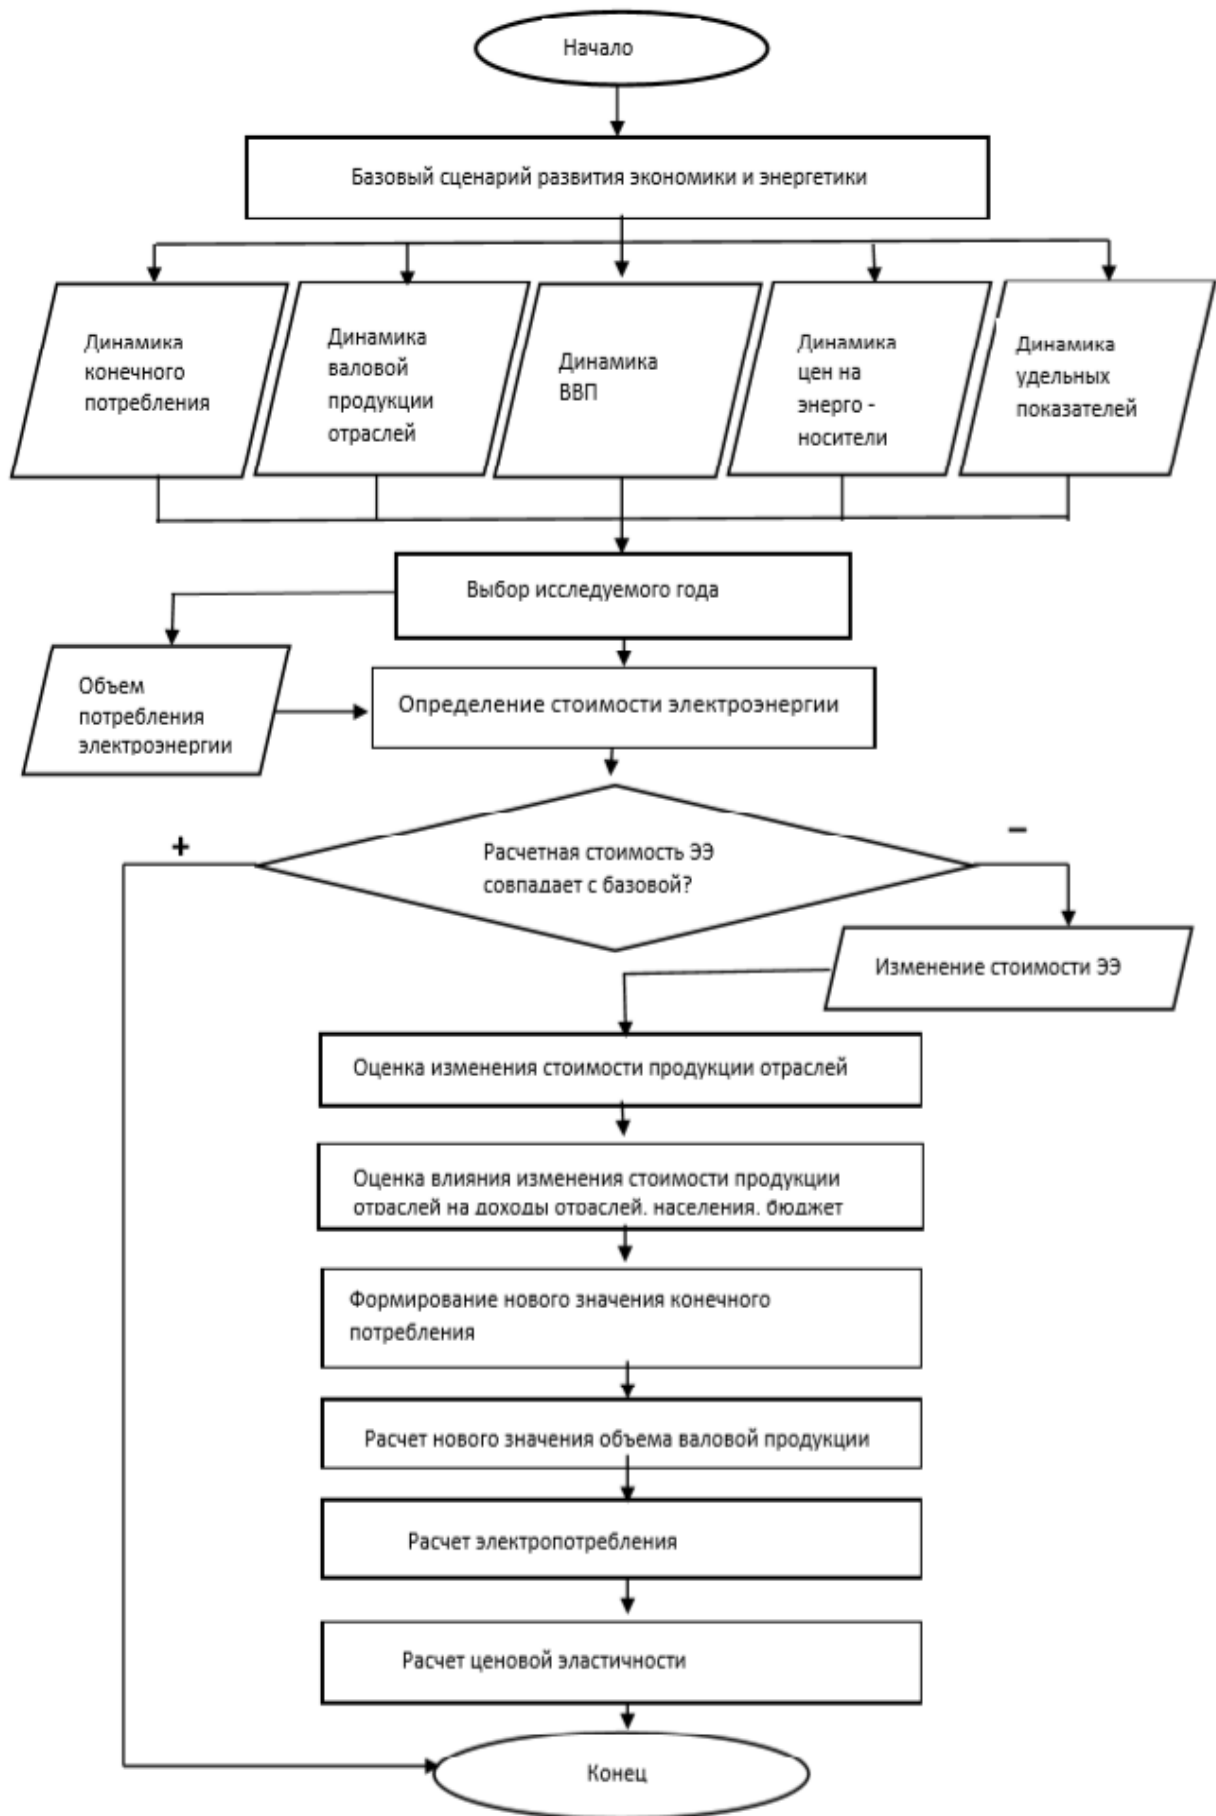 Начало
Базовый сценарий развития экономики и энергетики
Динамика
конечного
потребления
Динамика
валовой
продукции
отраслей
Динамика
ВВП
Динамика
цен на
энерго -
носители
Динамика
удельных
показателей
Выбор исследуемого года
Объем
потребления
электроэнергии
Определение стоимости электроэнергии
+
−
Расчетная стоимость ЭЭ
совпадает с базовой?
Изменение стоимости ЭЭ
Оценка изменения стоимости продукции отраслей
Оценка влияния изменения стоимости продукции
отраслей на доходы отраслей, населения, бюджет
Формирование нового значения конечного
потребления
Расчет нового значения объема валовой продукции
Расчет электропотребления
Расчет ценовой эластичности
Конец